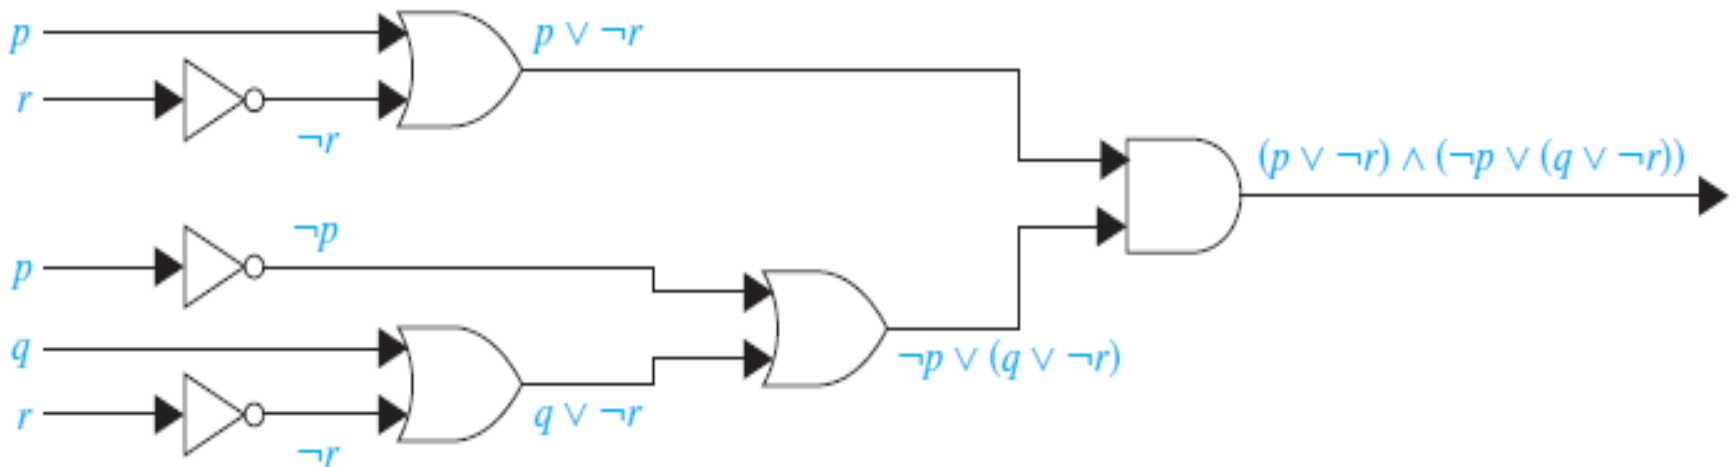 p
p ∨ ¬r
r
¬r
(p ∨ ¬r) ∧ (¬p ∨ (q ∨ ¬r))
¬p
p
q
¬p ∨ (q ∨ ¬r)
r
q ∨ ¬r
¬r